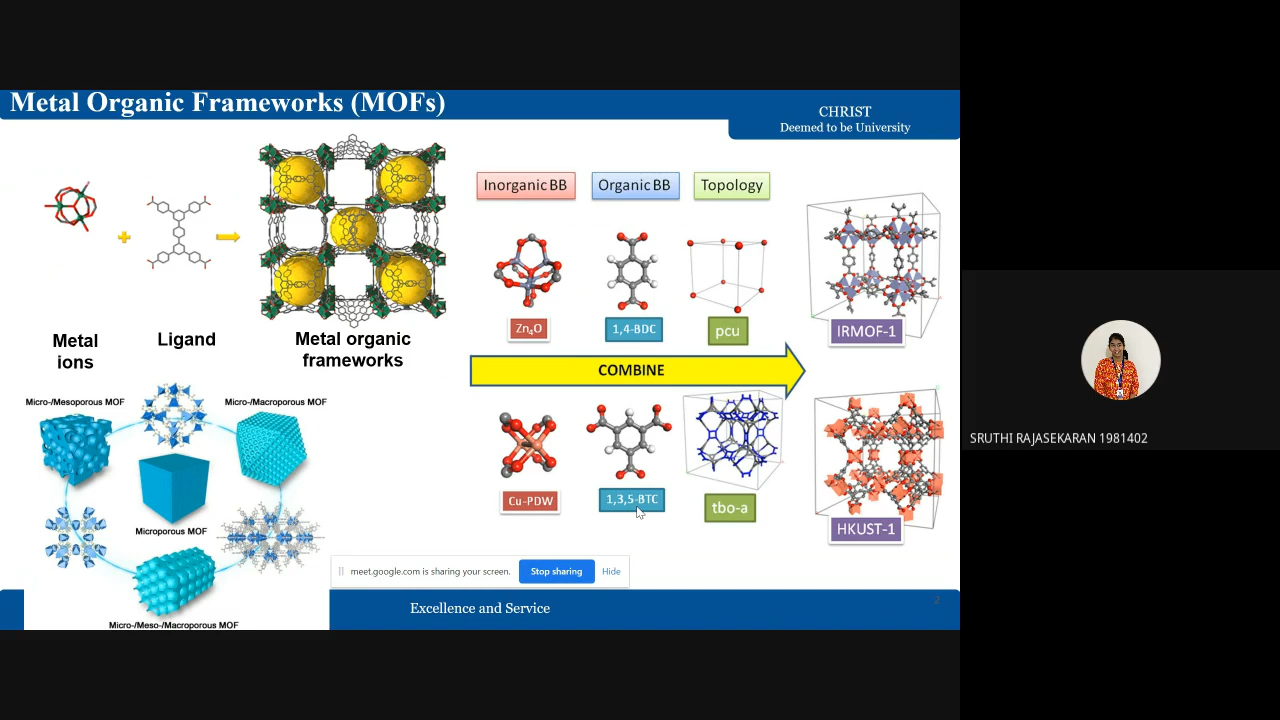 Metal Organic Frameworks (MOFs)
CHRIST
Deemed to be University
Inorganic BB
Organic BB
Topology
Zn4O
1,4-BDC
pcu
IRMOF-1
Metal
ions
Ligand
Metal organic
frameworks
COMBINE
Micro-/Mesoporous MOF
Micro-/Macroporous MOF
Microporous MOF
Micro-/Meso-/Macroporous MOF
Cu-PDW
1,3,5-BTC
tbo-a
HKUST-1
meet.google.com is sharing your screen.
Stop sharing
Hide
Excellence and Service
2
SRUTHI RAJASEKARAN 1981402